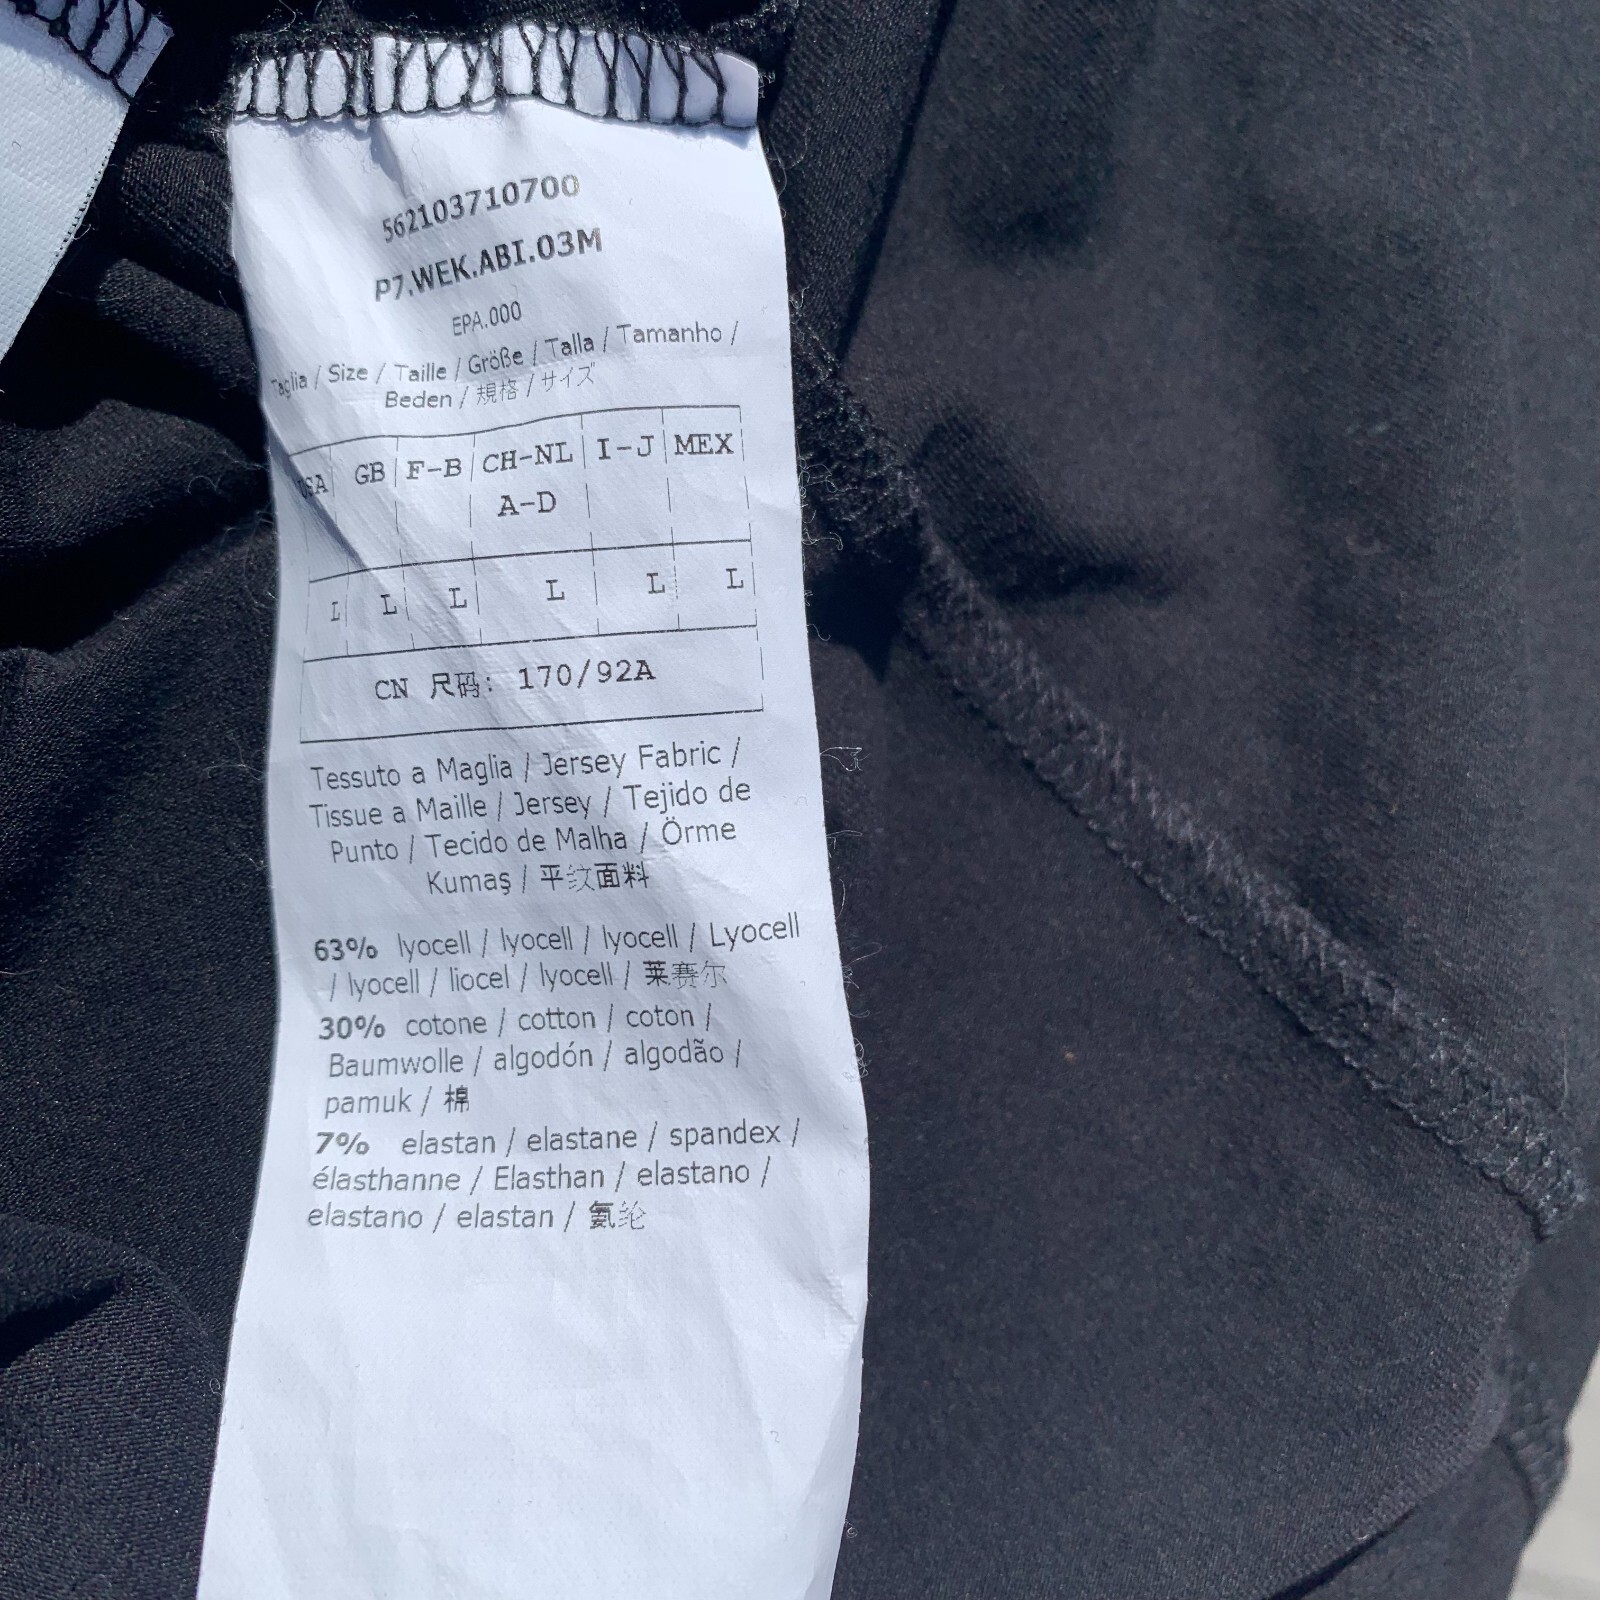 562103710700
P7.WEK.ABI.03M
EPA.000
Taglia / Size / Taille / Größe / Talla / Tamanho /
Beden / 規格 / サイズ
USA GB F-B CH-NL I-J MEX
A-D
L L L L L L
CN 尺码: 170/92A
Tessuto a Maglia / Jersey Fabric /
Tissue a Maille / Jersey / Tejido de
Punto / Tecido de Malha / Örme
Kumaş / 平纹面料
63% lyocell / lyocell / lyocell / Lyocell
/ lyocell / liocel / lyocell / 莱赛尔
30% cotone / cotton / coton /
Baumwolle / algodón / algodão /
pamuk / 棉
7% elastan / elastane / spandex /
élasthanne / Elasthan / elastano /
elastano / elastan / 氨纶